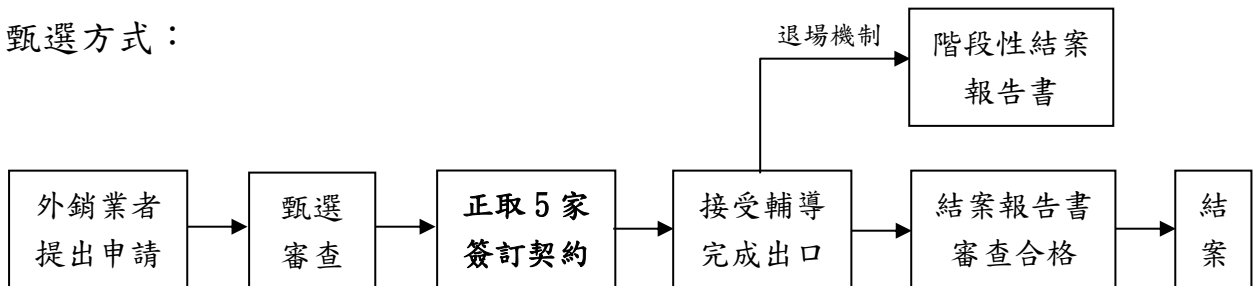 甄選方式：
退場機制
階段性結案
報告書
外銷業者
提出申請
甄選
審查
正取5家
簽訂契約
接受輔導
完成出口
結案報告書
審查合格
結
案